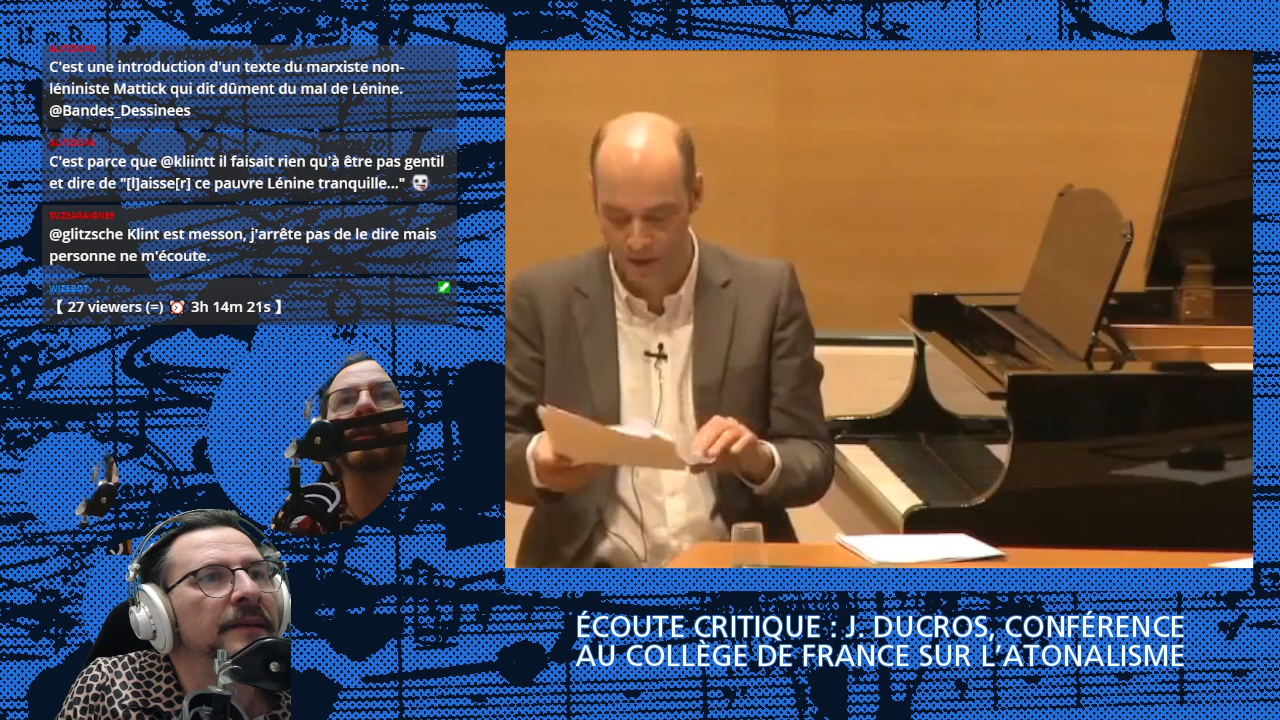 C'est une introduction d'un texte du marxiste non-
léniniste Mattick qui dit dûment du mal de Lénine.
@Bandes_Dessinees
C'est parce que @kliintt il faisait rien qu'à être pas gentil
et dire de "[l]aisse[r] ce pauvre Lénine tranquille..."
SUZEARAIGNEE
@glitzsche Klint est messon, j'arrête pas de le dire mais
personne ne m'écoute.
WIZEBOT
【 27 viewers (=) ⏰ 3h 14m 21s 】
ÉCOUTE CRITIQUE : J. DUCROS, CONFÉRENCE
AU COLLÈGE DE FRANCE SUR L'ATONALISME